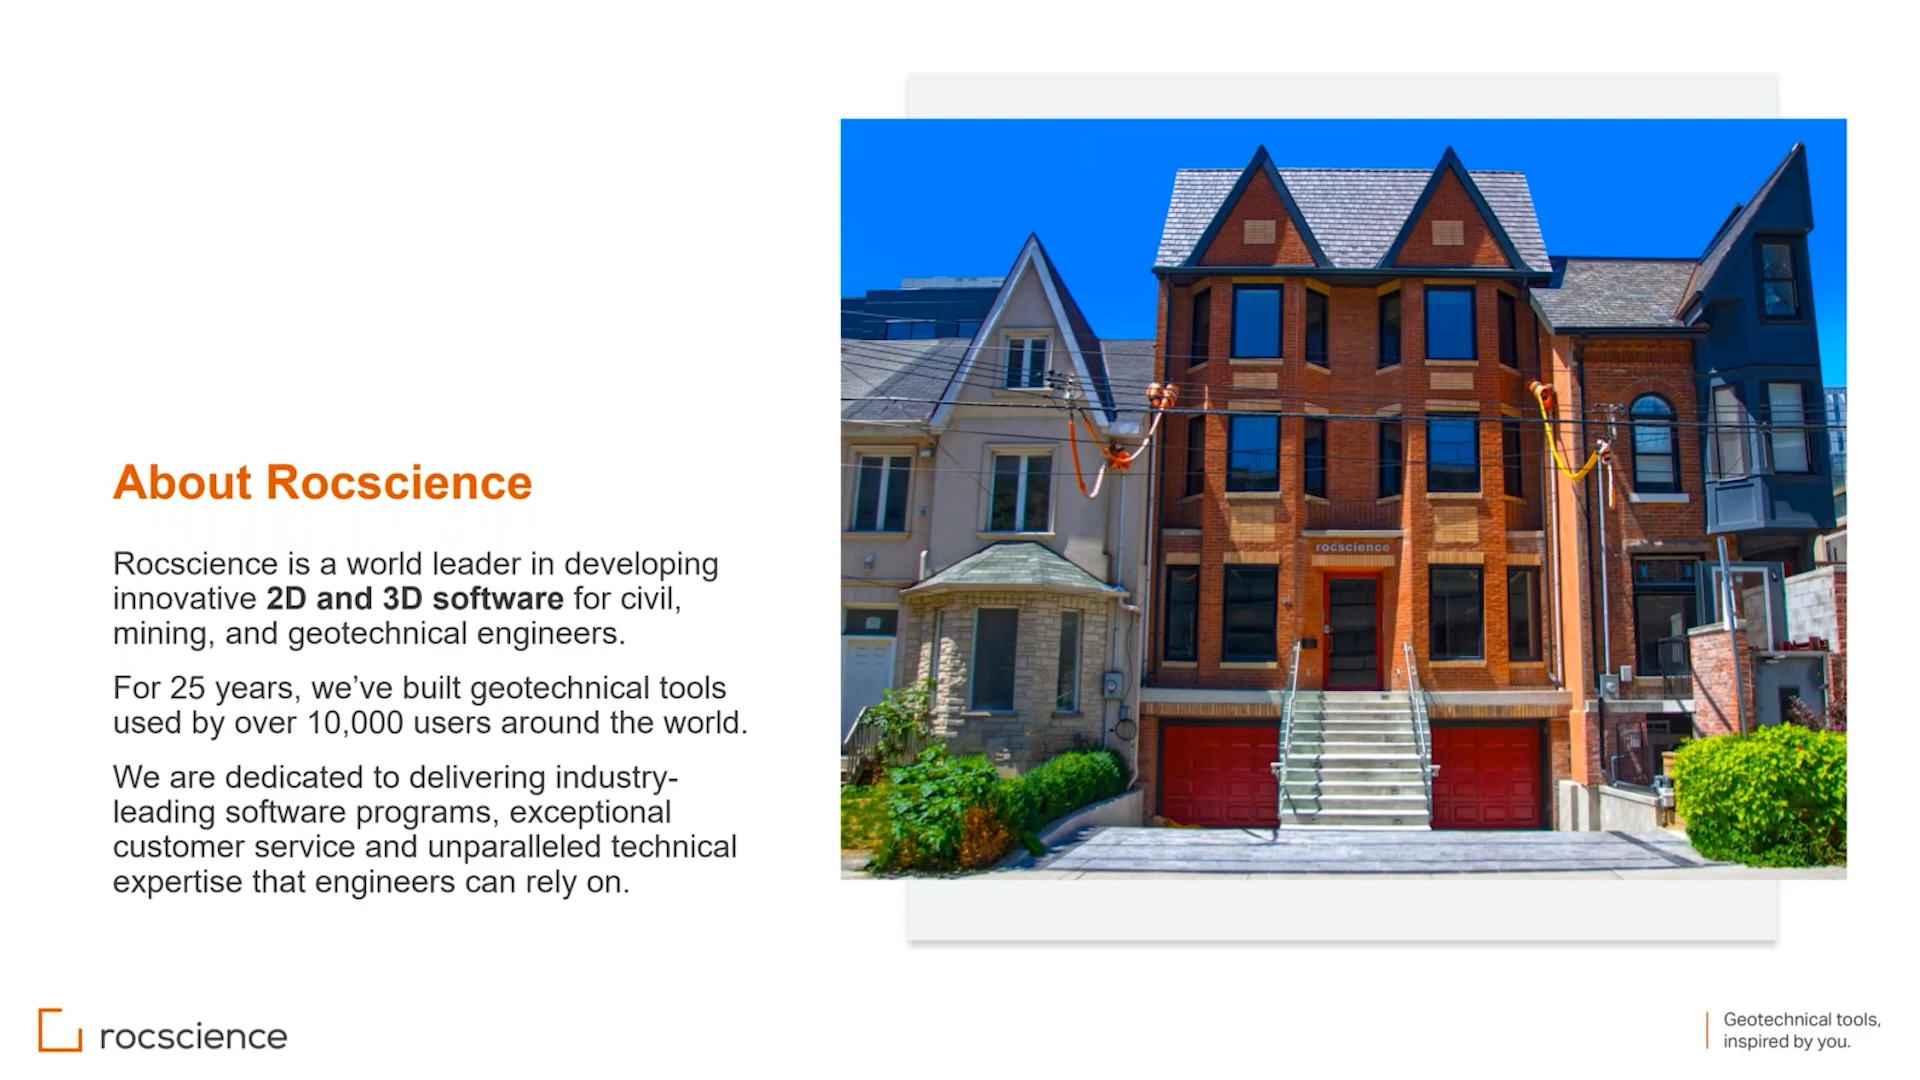 About Rocscience
Rocscience is a world leader in developing
innovative 2D and 3D software for civil,
mining, and geotechnical engineers.
For 25 years, we’ve built geotechnical tools
used by over 10,000 users around the world.
We are dedicated to delivering industry-
leading software programs, exceptional
customer service and unparalleled technical
expertise that engineers can rely on.
rocscience
rocscience
Geotechnical tools,
inspired by you.